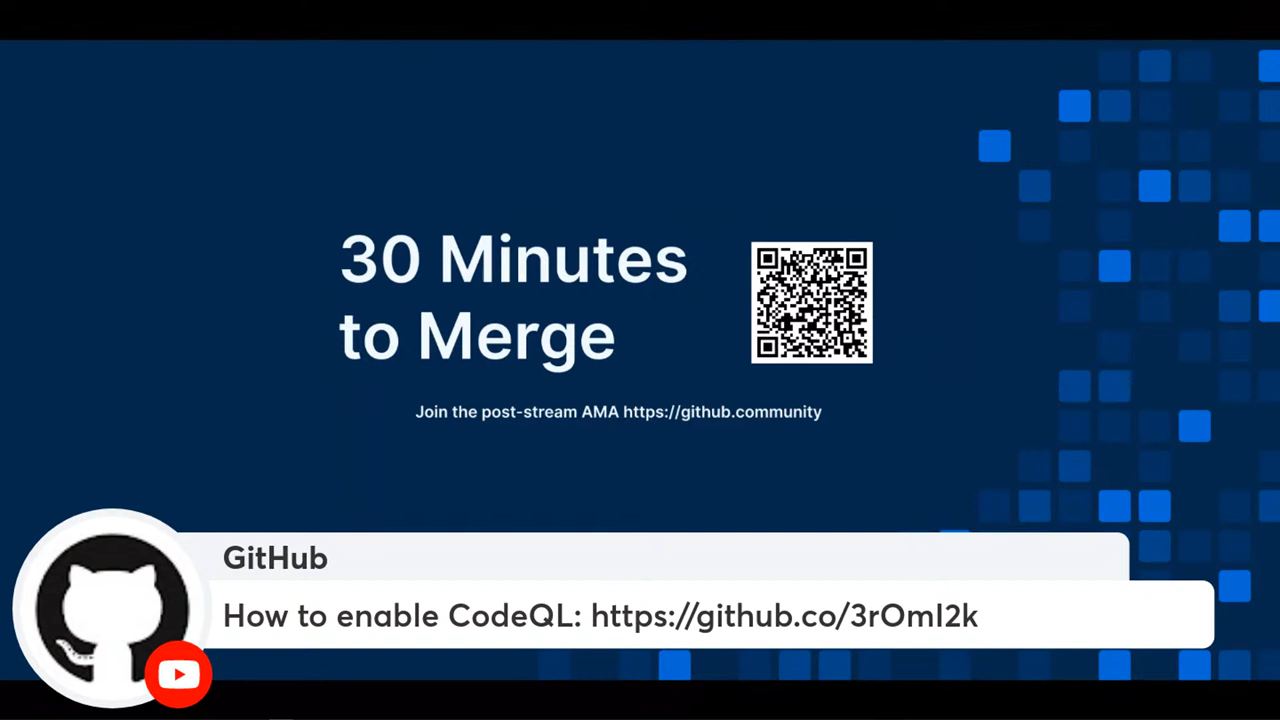 30 Minutes
to Merge
Join the post-stream AMA https://github.community
GitHub
How to enable CodeQL: https://github.co/3rOmI2k